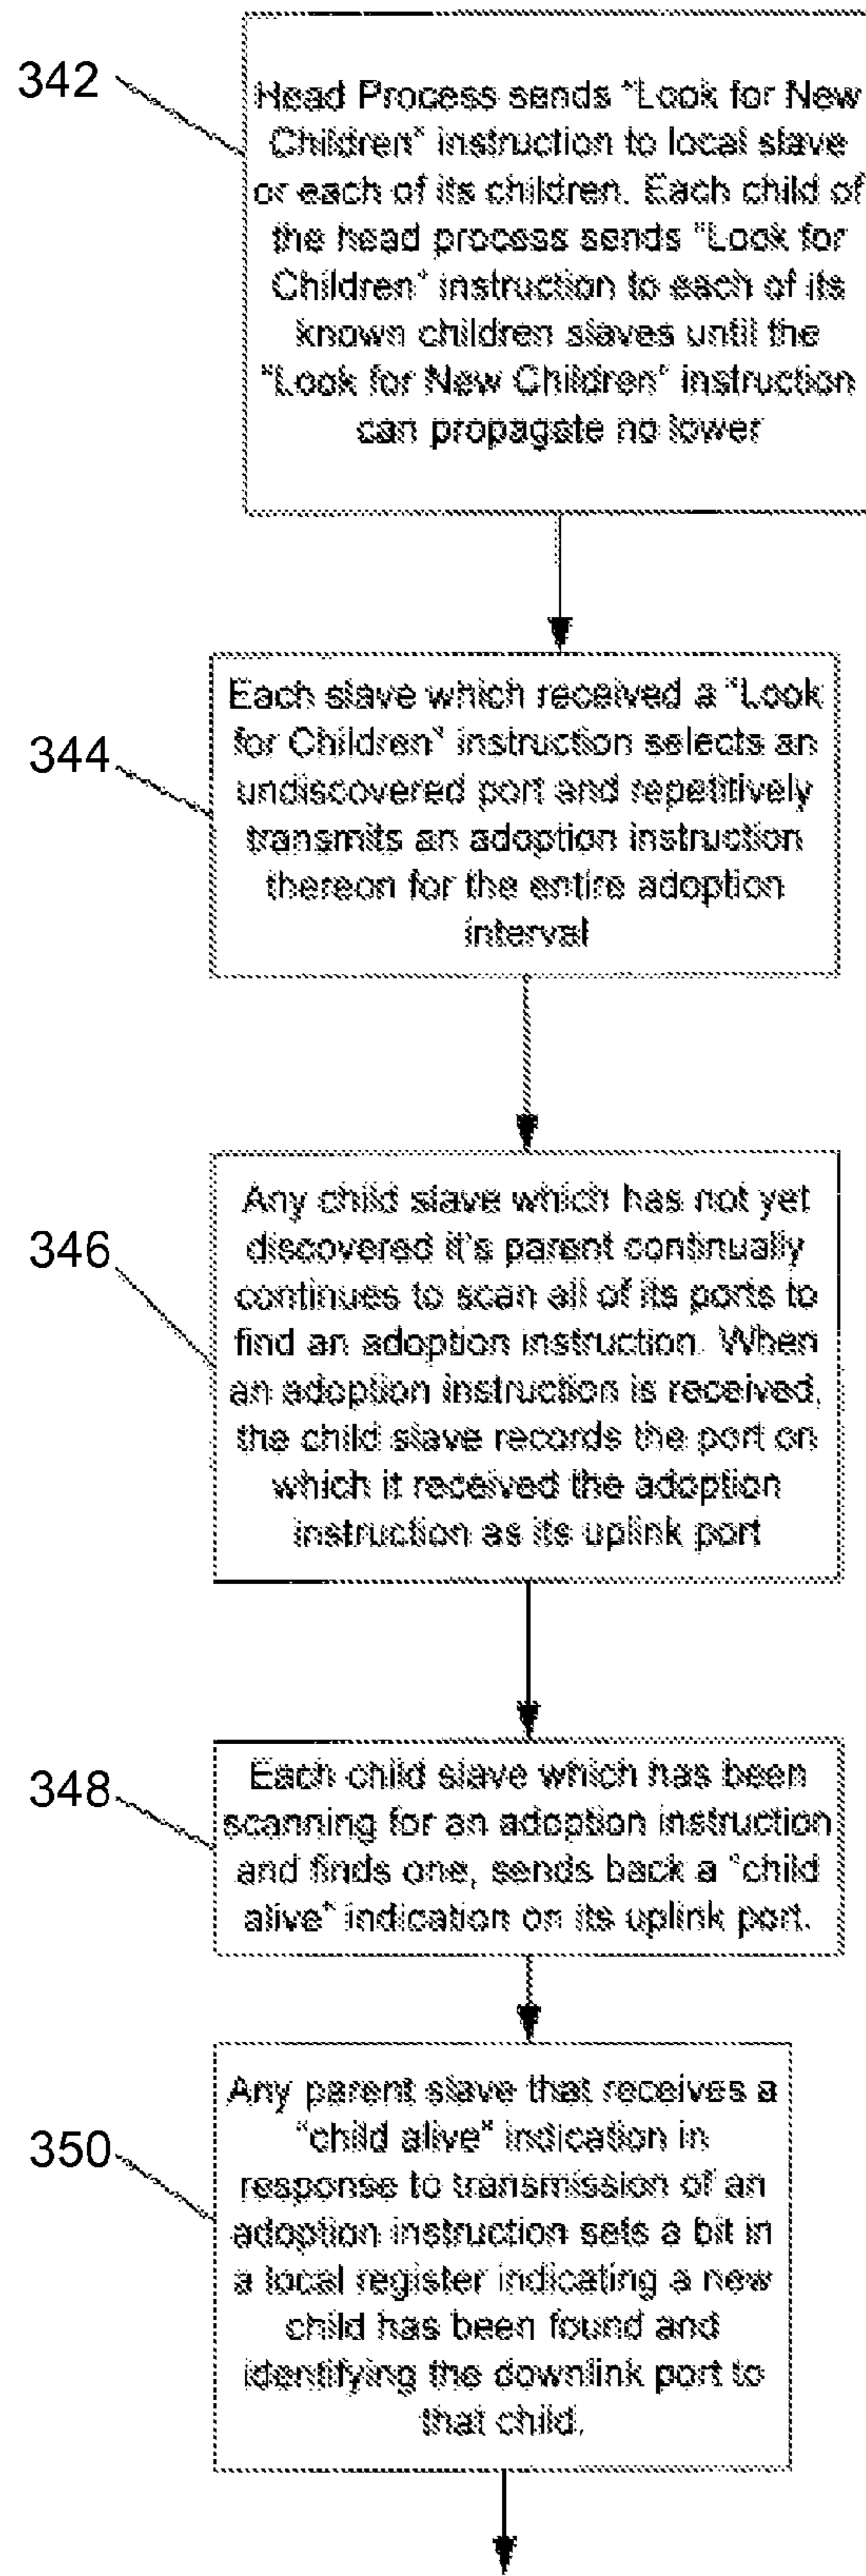 342
Head Process sends "Look for New
Children" instruction to local slave
or each of its children. Each child of
the head process sends "Look for
Children" instruction to each of its
known children slaves until the
"Look for New Children" instruction
can propagate no lower
344
Each slave which received a "Look
for Children" instruction selects an
undiscovered port and repetitively
transmits an adoption instruction
thereon for the entire adoption
interval
346
Any child slave which has not yet
discovered it's parent continually
continues to scan all of its ports to
find an adoption instruction. When
an adoption instruction is received,
the child slave records the port on
which it received the adoption
instruction as its uplink port
348
Each child slave which has been
scanning for an adoption instruction
and finds one, sends back a "child
alive" indication on its uplink port.
350
Any parent slave that receives a
"child alive" indication in
response to transmission of an
adoption instruction sets a bit in
a local register indicating a new
child has been found and
identifying the downlink port to
that child.